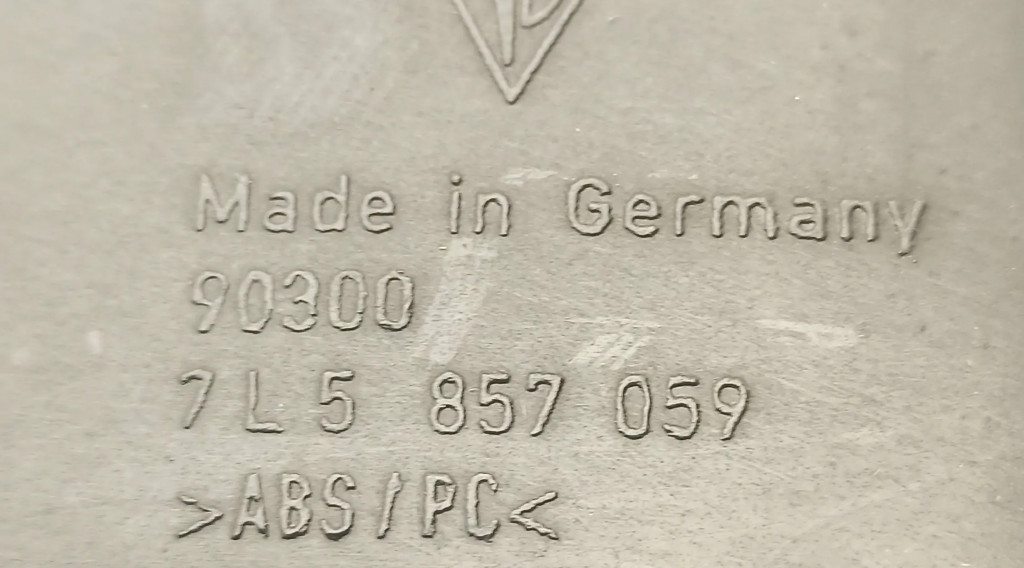 Made in Germany
90300
7L5 857 059
>ABS/PC<